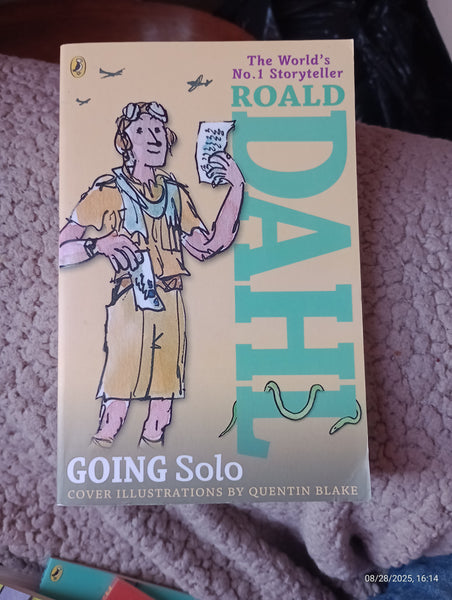 The World's
No.1 Storyteller
ROALD
DAHL
GOING Solo
COVER ILLUSTRATIONS BY QUENTIN BLAKE
08/28/2025, 16:14